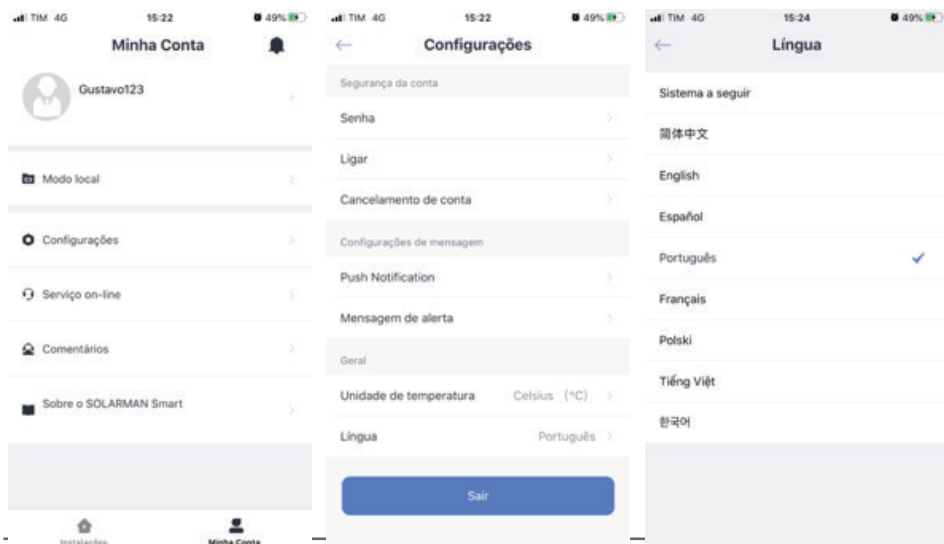 TIM 4G 15:22 49%
Minha Conta
Gustavo123
Modo local
Configurações
Serviço on-line
Comentários
Sobre o SOLARMAN Smart
Instalações
Minha Conta
TIM 4G 15:22 49%
Configurações
Segurança da conta
Senha
Ligar
Cancelamento de conta
Configurações de mensagem
Push Notification
Mensagem de alerta
Geral
Unidade de temperatura Celsius (°C)
Língua Português
Sair
TIM 4G 15:24 49%
Língua
Sistema a seguir
简体中文
English
Español
Português
Français
Polski
Tiếng Việt
한국어